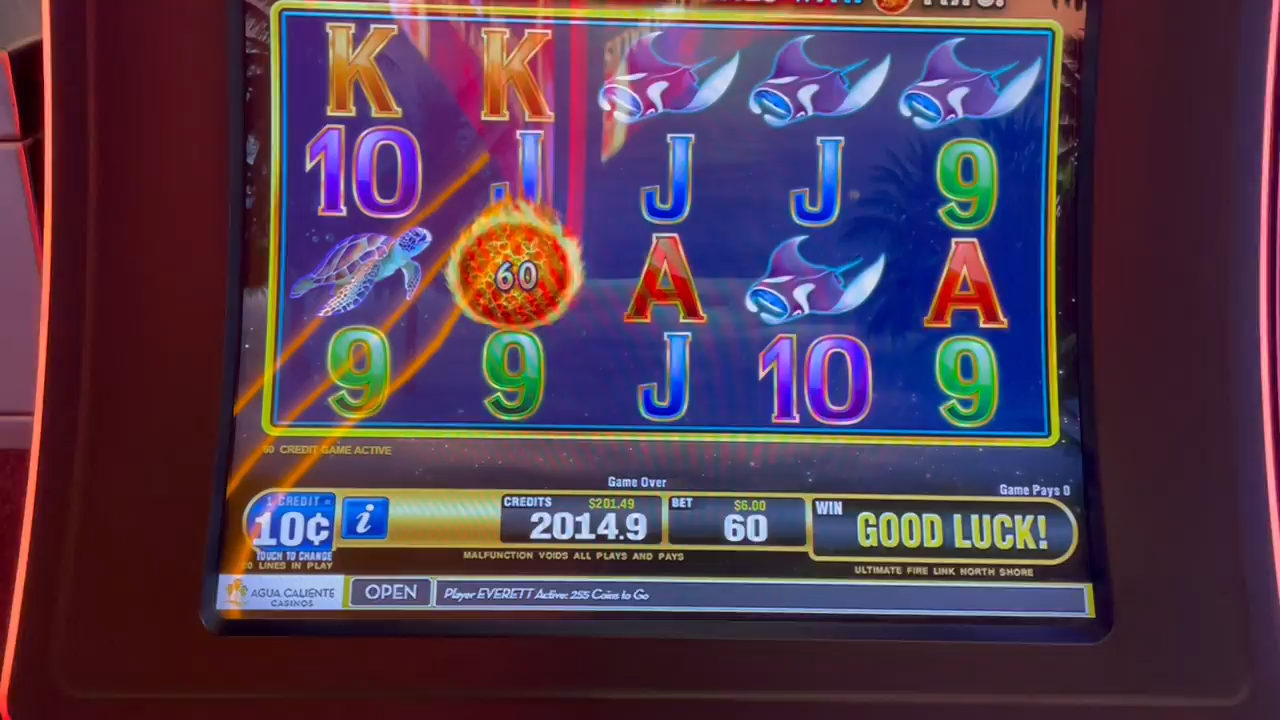 K K
10 J J J 9
60 A A
9 9 J 10 9
60 CREDIT GAME ACTIVE
Game Over
Game Pays 0
1 CREDIT =
10¢
TOUCH TO CHANGE
20 LINES IN PLAY
i
CREDITS $201.49
2014.9
BET $6.00
60
WIN
GOOD LUCK!
MALFUNCTION VOIDS ALL PLAYS AND PAYS
ULTIMATE FIRE LINK NORTH SHORE
AGUA CALIENTE
CASINOS
OPEN
Player EVERETT Active: 255 Coins to Go